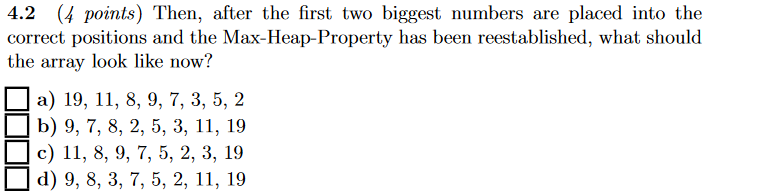 4.2 (4 points) Then, after the first two biggest numbers are placed into the
correct positions and the Max-Heap-Property has been reestablished, what should
the array look like now?
a) 19, 11, 8, 9, 7, 3, 5, 2
b) 9, 7, 8, 2, 5, 3, 11, 19
c) 11, 8, 9, 7, 5, 2, 3, 19
d) 9, 8, 3, 7, 5, 2, 11, 19